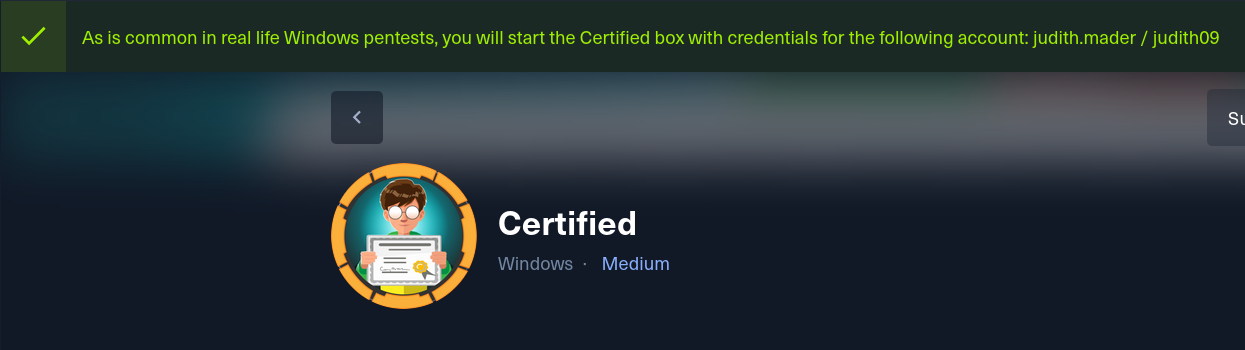 As is common in real life Windows pentests, you will start the Certified box with credentials for the following account: judith.mader / judith09
Su
Certified
Windows · Medium